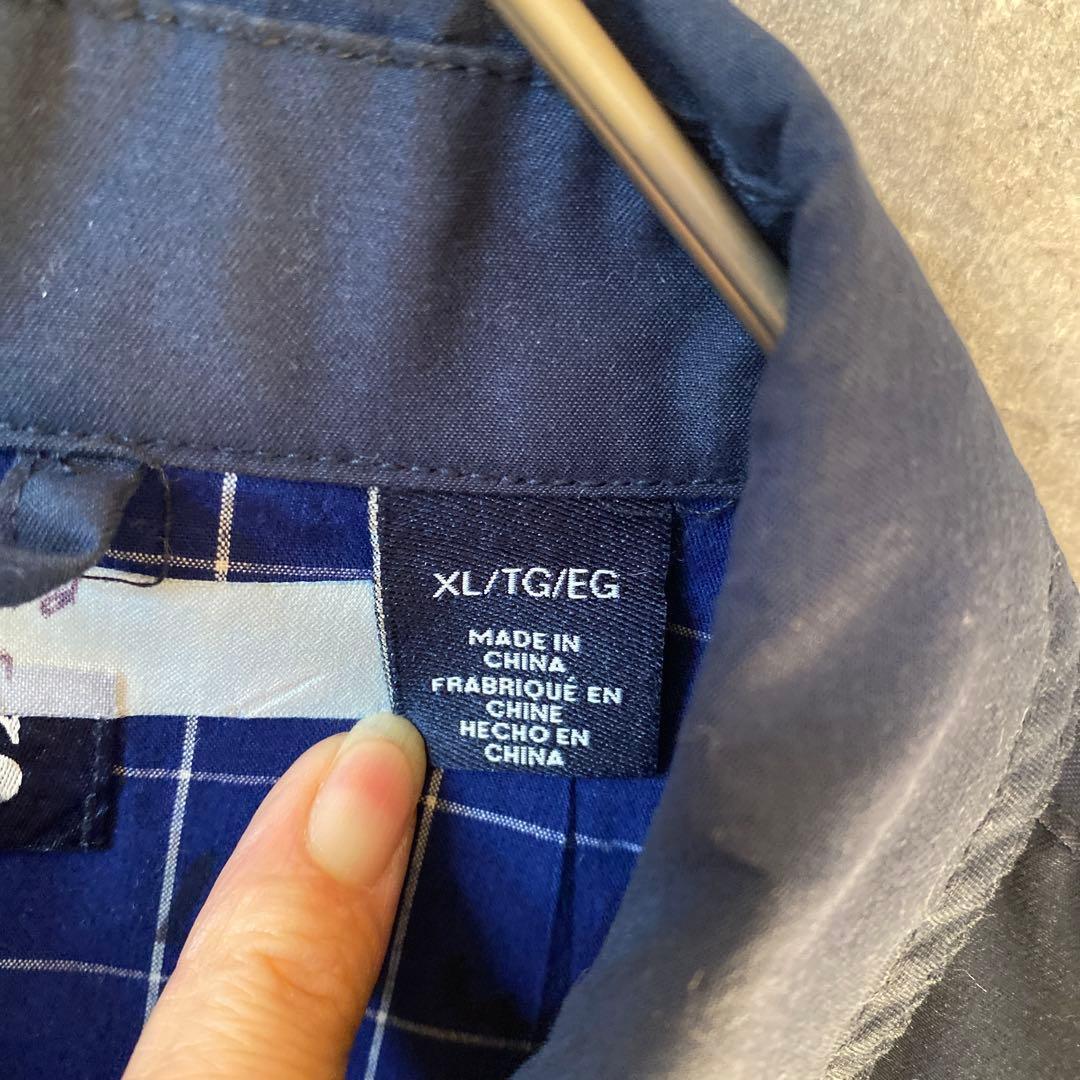 XL/TG/EG
MADE IN
CHINA
FRABRIQUÉ EN
CHINE
HECHO EN
CHINA